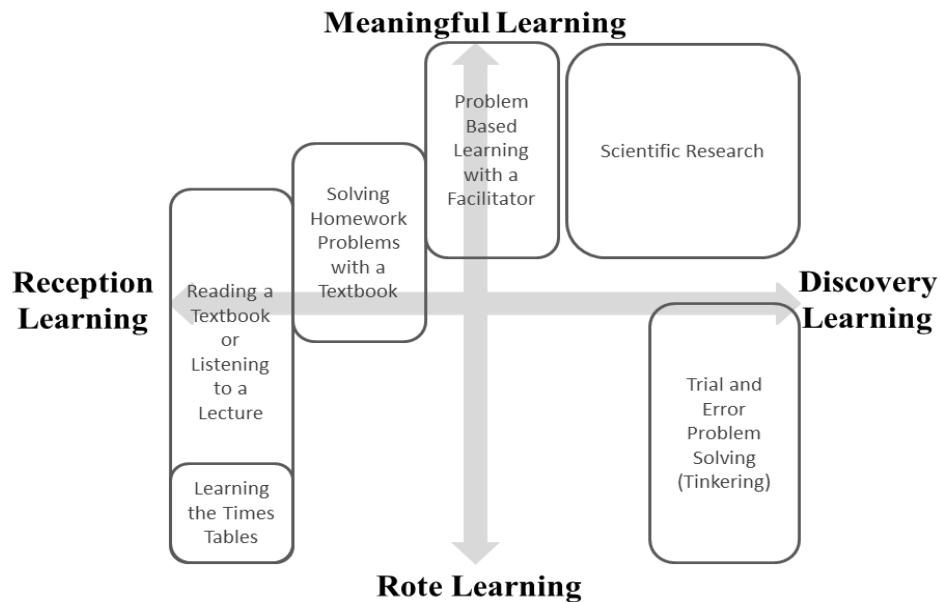 Meaningful Learning
Problem
Based
Learning
with a
Facilitator
Scientific Research
Solving
Homework
Problems
with a
Textbook
Reception
Learning
Reading a
Textbook
or
Listening
to a
Lecture
Discovery
Learning
Trial and
Error
Problem
Solving
(Tinkering)
Learning
the Times
Tables
Rote Learning